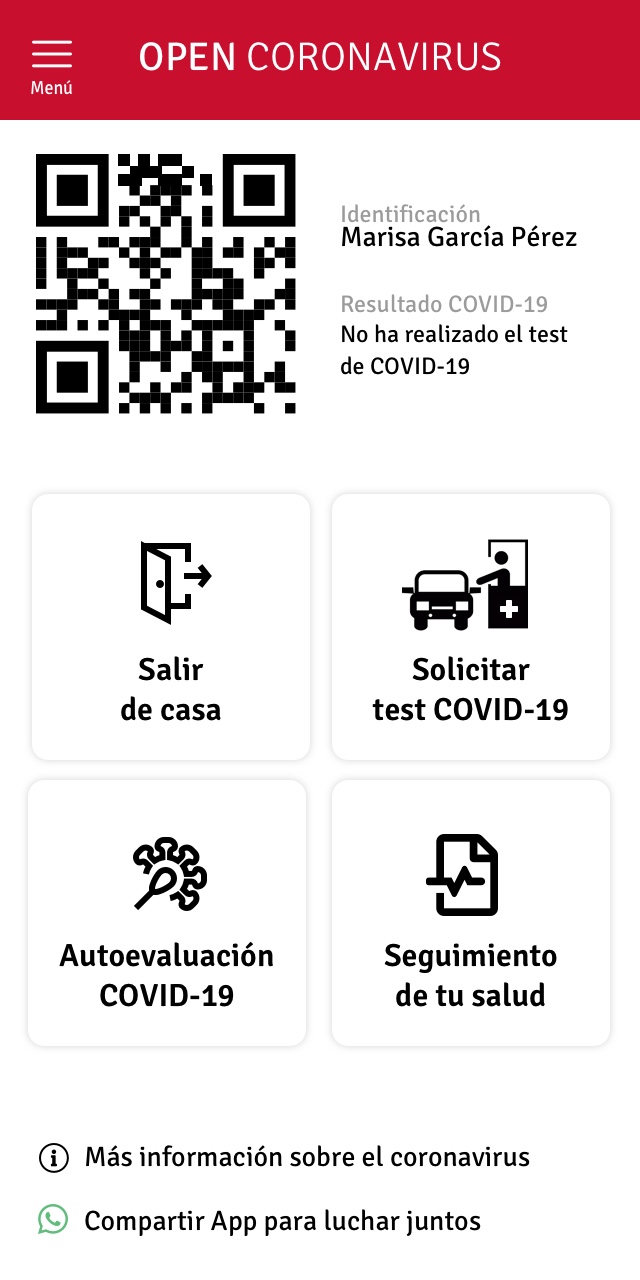 OPEN CORONAVIRUS
Menú
Identificación
Marisa García Pérez
Resultado COVID-19
No ha realizado el test
de COVID-19
Salir
de casa
Solicitar
test COVID-19
Autoevaluación
COVID-19
Seguimiento
de tu salud
Más información sobre el coronavirus
Compartir App para luchar juntos